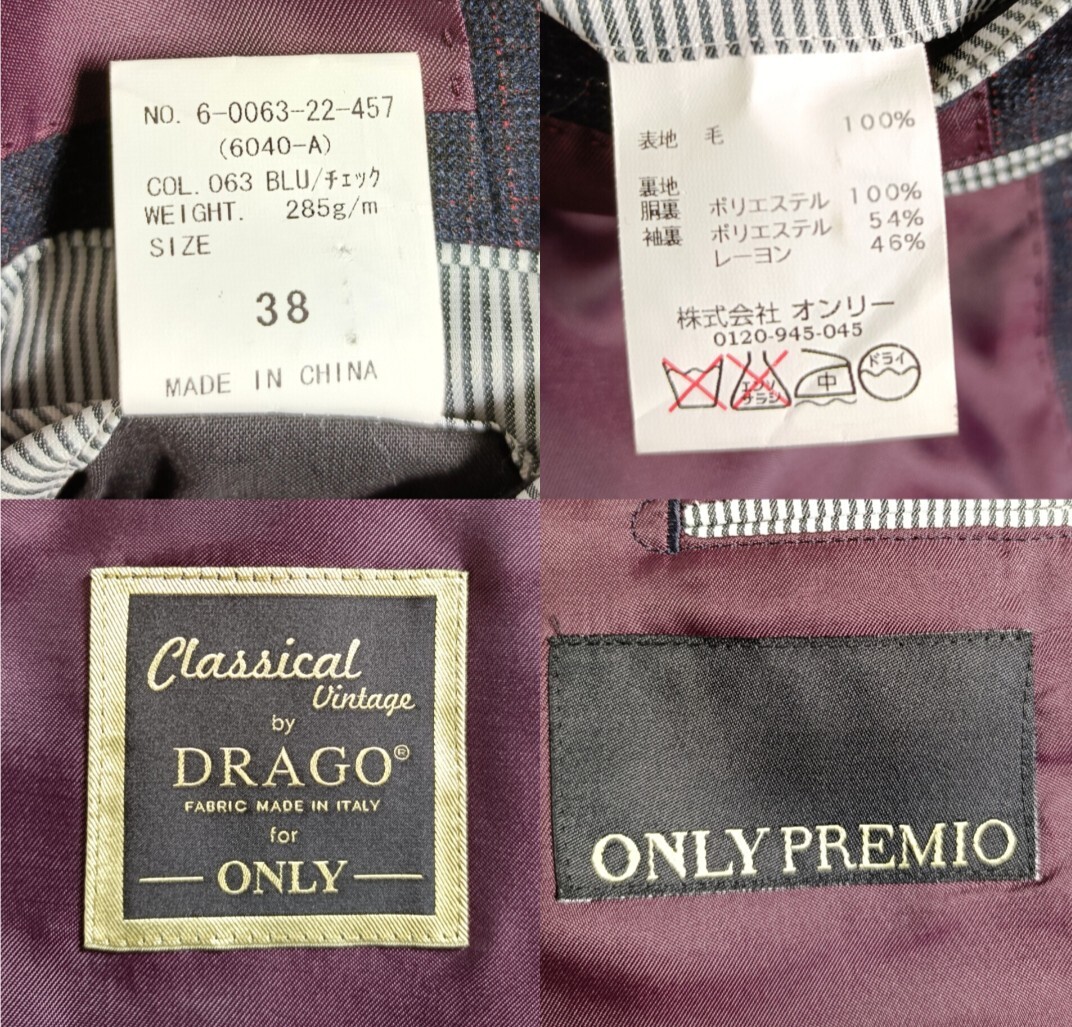 NO. 6-0063-22-457
(6040-A)
COL. 063 BLU/チェック
WEIGHT. 285g/m
SIZE
38
MADE IN CHINA
表地 毛 100%
裏地
胴裏 ポリエステル 100%
袖裏 ポリエステル 54%
レーヨン 46%
株式会社 オンリー
0120-945-045
エンソ
サラシ
中
ドライ
Classical
Vintage
by
DRAGO®
FABRIC MADE IN ITALY
for
ONLY
ONLY PREMIO